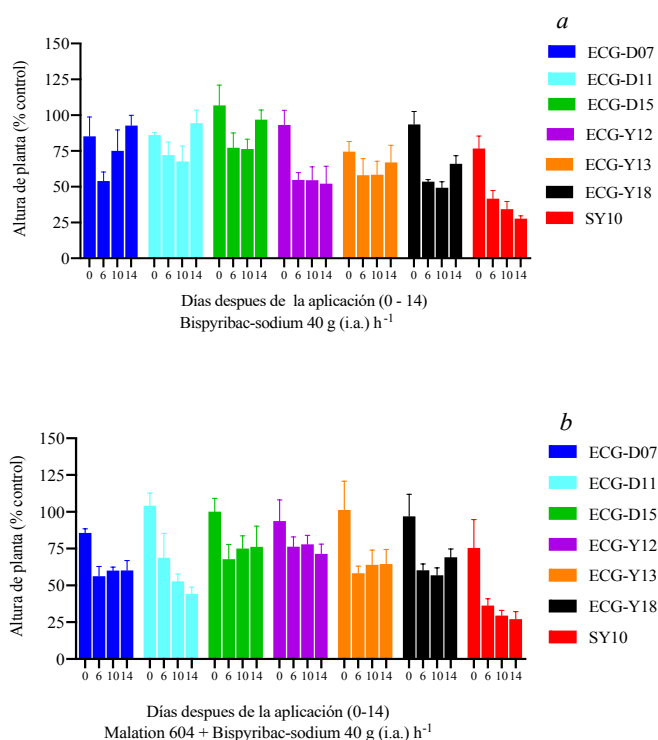 a
150
125
100
75
50
25
0
Altura de planta (% control)
0 6 10 14 0 6 10 14 0 6 10 14 0 6 10 14 0 6 10 14 0 6 10 14 0 6 10 14
Días despues de la aplicación (0 - 14)
Bispyribac-sodium 40 g (i.a.) h-1
ECG-D07
ECG-D11
ECG-D15
ECG-Y12
ECG-Y13
ECG-Y18
SY10
b
150
125
100
75
50
25
0
Altura de planta (% control)
0 6 10 14 0 6 10 14 0 6 10 14 0 6 10 14 0 6 10 14 0 6 10 14 0 6 10 14
Días despues de la aplicación (0-14)
Malation 604 + Bispyribac-sodium 40 g (i.a.) h-1
ECG-D07
ECG-D11
ECG-D15
ECG-Y12
ECG-Y13
ECG-Y18
SY10